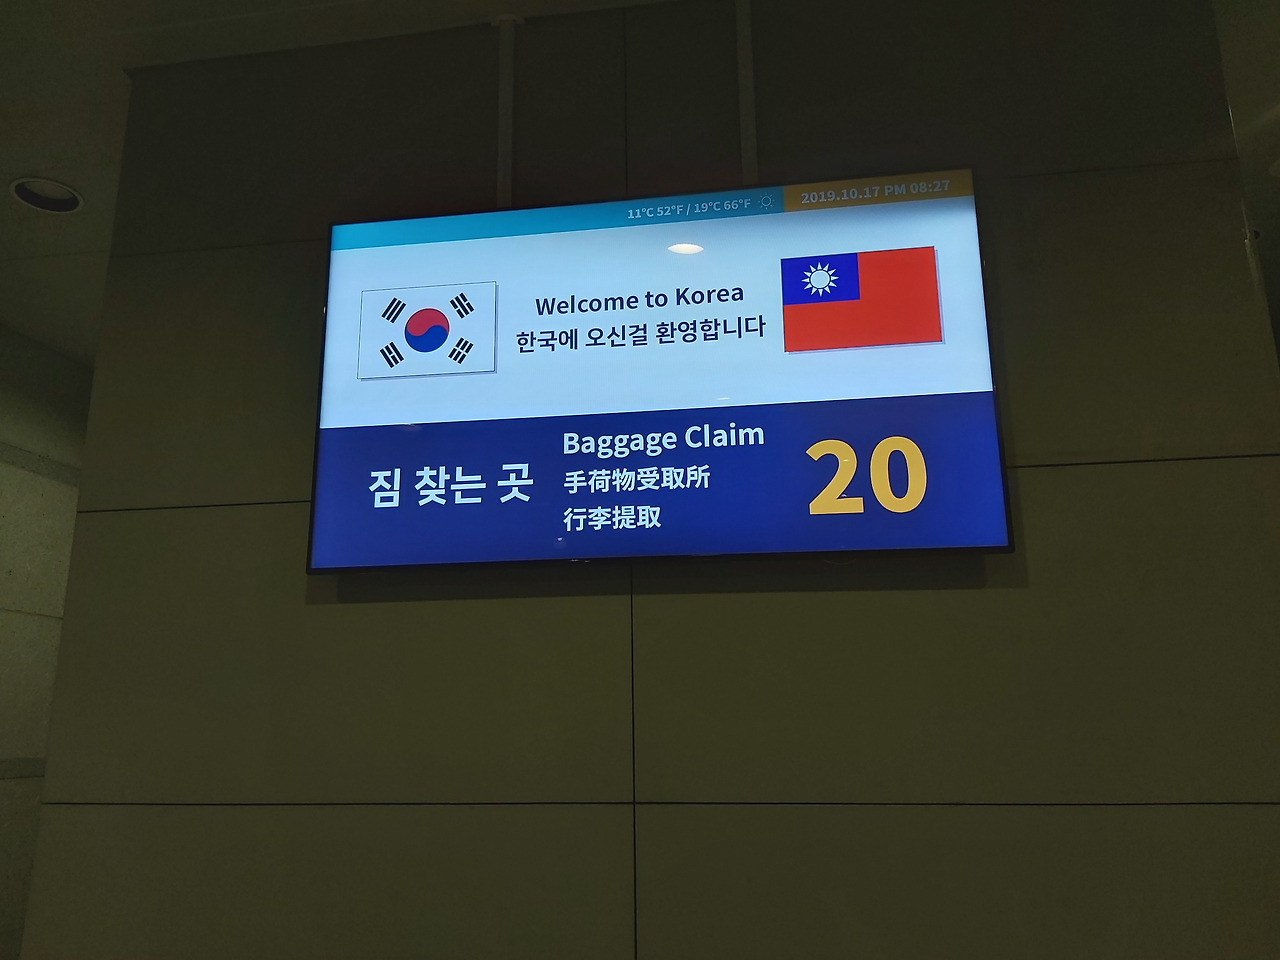 11℃ 52℉ / 19℃ 66℉
2019.10.17 PM 08:27
Welcome to Korea
한국에 오신걸 환영합니다
짐 찾는 곳
Baggage Claim
手荷物受取所
行李提取
20